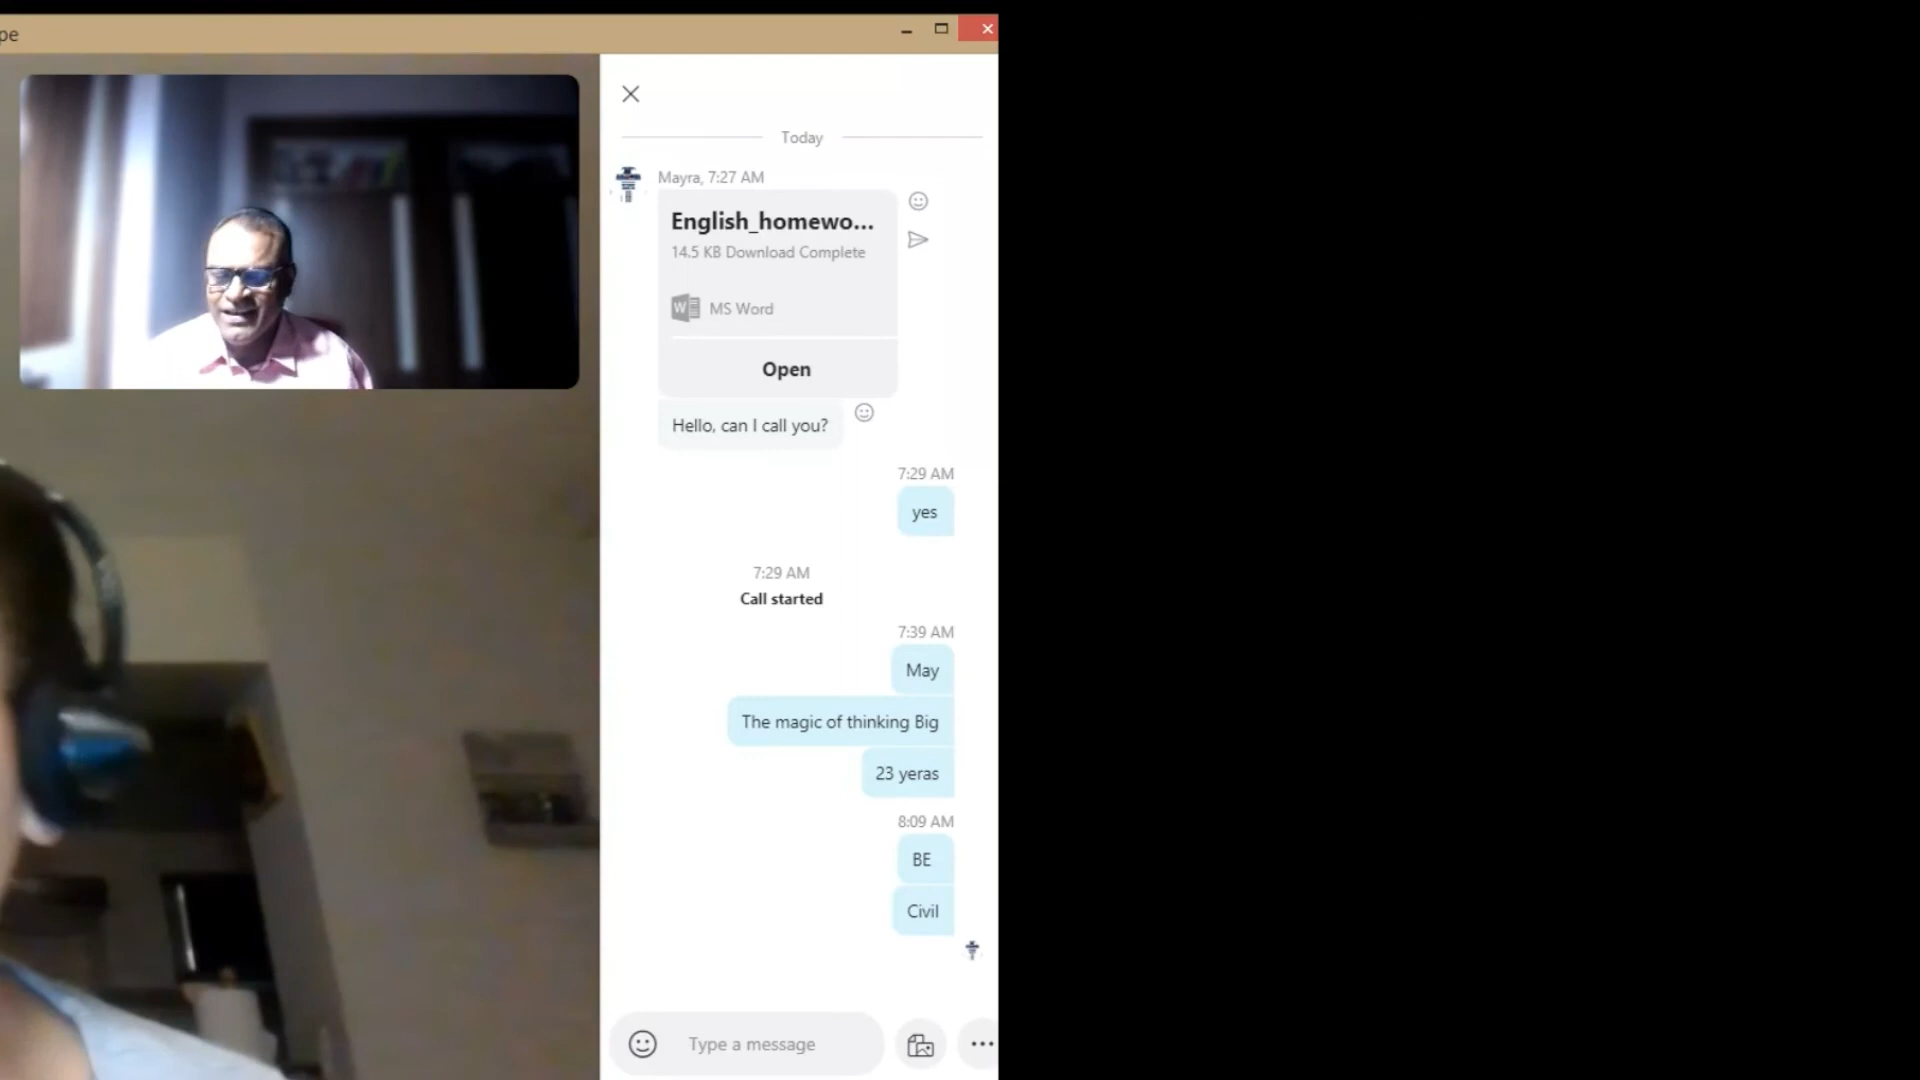 pe
Today
Mayra, 7:27 AM
English_homewo...
14.5 KB Download Complete
MS Word
Open
Hello, can I call you?
7:29 AM
yes
7:29 AM
Call started
7:39 AM
May
The magic of thinking Big
23 yeras
8:09 AM
BE
Civil
Type a message